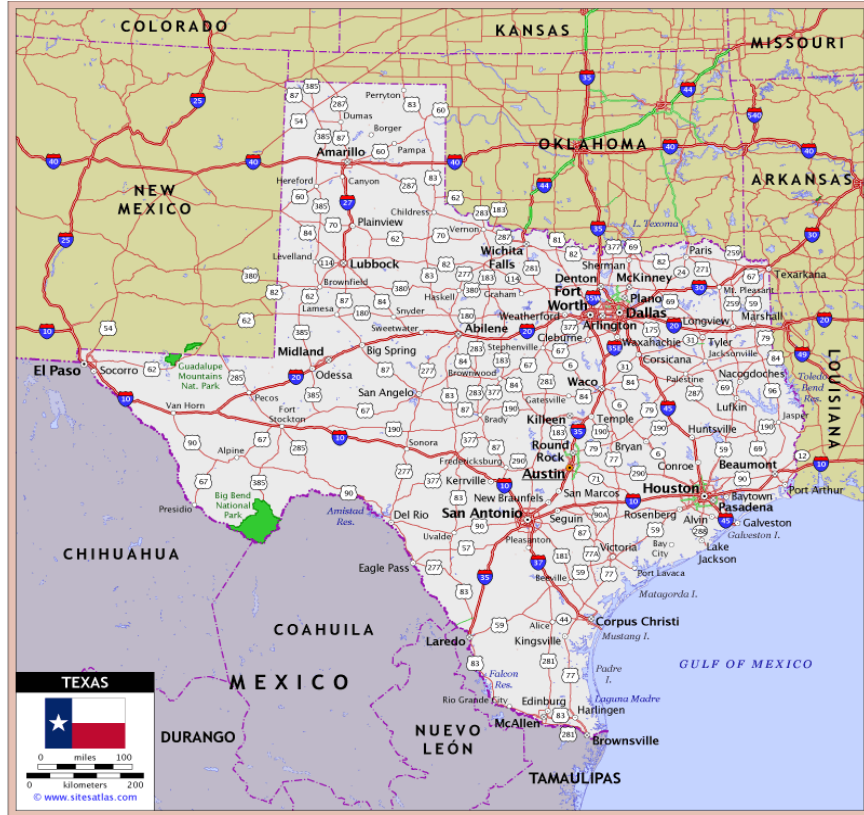 COLORADO
KANSAS
MISSOURI
OKLAHOMA
NEW
MEXICO
ARKANSAS
LOUISIANA
L. Texoma
Perryton
Dumas
Borger
Amarillo
Pampa
Hereford
Canyon
Childress
Plainview
Vernon
Wichita
Falls
Paris
Levelland
Lubbock
Sherman
Denton
McKinney
Texarkana
Brownfield
Haskell
Graham
Fort
Worth
Plano
Mt. Pleasant
Lamesa
Snyder
Weatherford
Dallas
Arlington
Longview
Marshall
Sweetwater
Abilene
Cleburne
Waxahachie
Tyler
Midland
Big Spring
Stephenville
Corsicana
Jacksonville
El Paso
Socorro
Guadalupe
Mountains
Nat. Park
Odessa
Brownwood
Waco
Palestine
Nacogdoches
Toledo
Bend
Res.
Van Horn
Pecos
San Angelo
Gatesville
Lufkin
Fort
Stockton
Brady
Killeen
Temple
Jasper
Huntsville
Sonora
Round
Rock
Bryan
Alpine
Fredericksburg
Conroe
Beaumont
Austin
Kerrville
Houston
Port Arthur
Baytown
Pasadena
Presidio
Big Bend
National
Park
Amistad
Res.
Del Rio
New Braunfels
San Marcos
San Antonio
Seguin
Rosenberg
Alvin
Galveston
Galveston I.
Uvalde
Pleasanton
Victoria
Bay
City
Lake
Jackson
CHIHUAHUA
Eagle Pass
Beeville
Port Lavaca
Matagorda I.
COAHUILA
Laredo
Alice
Corpus Christi
Mustang I.
Kingsville
MEXICO
Falcon
Res.
Padre
I.
GULF OF MEXICO
Rio Grande City
Edinburg
Laguna Madre
Harlingen
McAllen
Brownsville
DURANGO
NUEVO
LEÓN
TAMAULIPAS
TEXAS
0 miles 100
0 kilometers 200
© www.sitesatlas.com